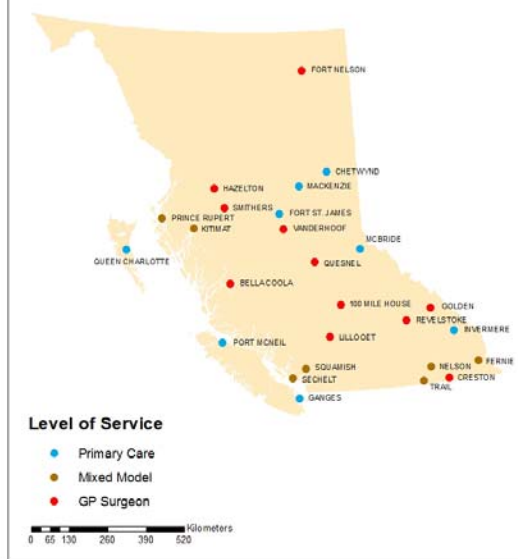 FORT NELSON
CHETWYND
HAZELTON
MACKENZIE
SMITHERS
FORT ST. JAMES
PRINCE RUPERT
KITIMAT
VANDERHOOF
MCBRIDE
QUEEN CHARLOTTE
QUESNEL
BELLA COOLA
100 MILE HOUSE
GOLDEN
REVELSTOKE
INVERMERE
LILLOOET
PORT MCNEIL
SQUAMISH
SECHELT
NELSON
FERNIE
CRESTON
TRAIL
GANGES
Level of Service
Primary Care
Mixed Model
GP Surgeon
Kilometers
0 65 130 260 390 520